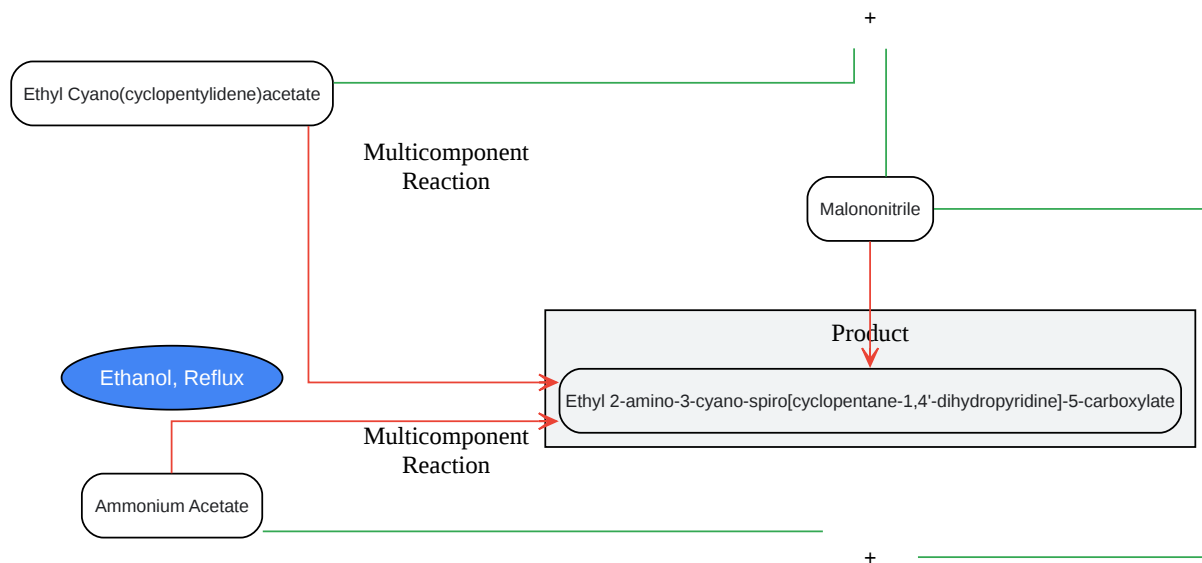 +
Ethyl Cyano(cyclopentylidene)acetate
Multicomponent
Reaction
Malononitrile
Product
Ethanol, Reflux
Ethyl 2-amino-3-cyano-spiro[cyclopentane-1,4'-dihydropyridine]-5-carboxylate
Multicomponent
Reaction
Ammonium Acetate
+